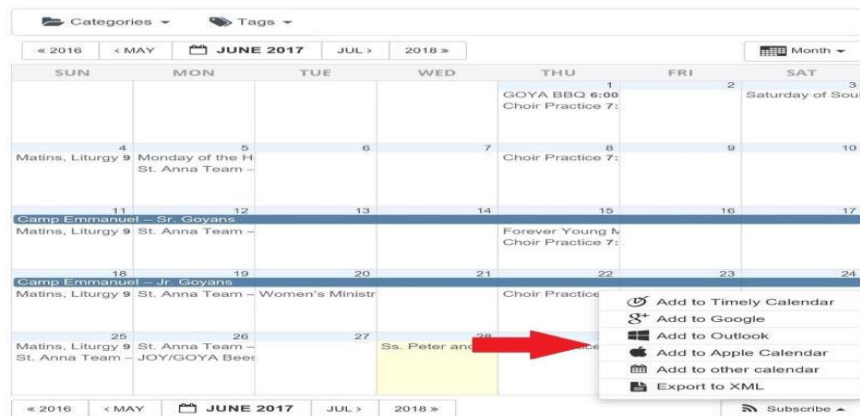 Categories Tags
« 2016 ‹ MAY JUNE 2017 JUL › 2018 » Month
SUN MON TUE WED THU FRI SAT
1 2 3
GOYA BBQ 6:00 Saturday of Sou
Choir Practice 7:
4 5 6 7 8 9 10
Matins, Liturgy 9 Monday of the H Choir Practice 7:
St. Anna Team –
11 12 13 14 15 16 17
Camp Emmanuel – Sr. Goyans
Matins, Liturgy 9 St. Anna Team – Forever Young M
Choir Practice 7:
18 19 20 21 22 23 24
Camp Emmanuel – Jr. Goyans
Matins, Liturgy 9 St. Anna Team – Women's Ministr Choir Practice
25 26 27 28
Matins, Liturgy 9 St. Anna Team – Ss. Peter and
St. Anna Team – JOY/GOYA Bee
Add to Timely Calendar
Add to Google
Add to Outlook
Add to Apple Calendar
Add to other calendar
Export to XML
« 2016 ‹ MAY JUNE 2017 JUL › 2018 » Subscribe